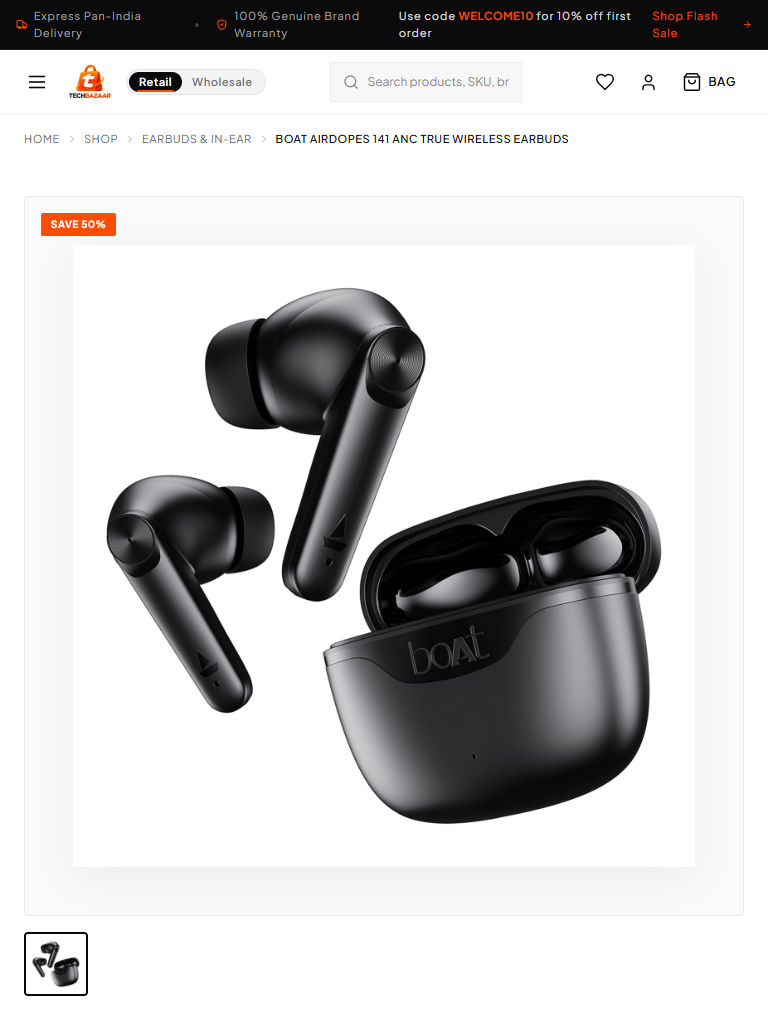 Express Pan-India
Delivery
100% Genuine Brand
Warranty
Use code WELCOME10 for 10% off first
order
Shop Flash
Sale
TECHBAZAAR
Retail
Wholesale
Search products, SKU, br
BAG
HOME
SHOP
EARBUDS & IN-EAR
BOAT AIRDOPES 141 ANC TRUE WIRELESS EARBUDS
SAVE 50%
boAt